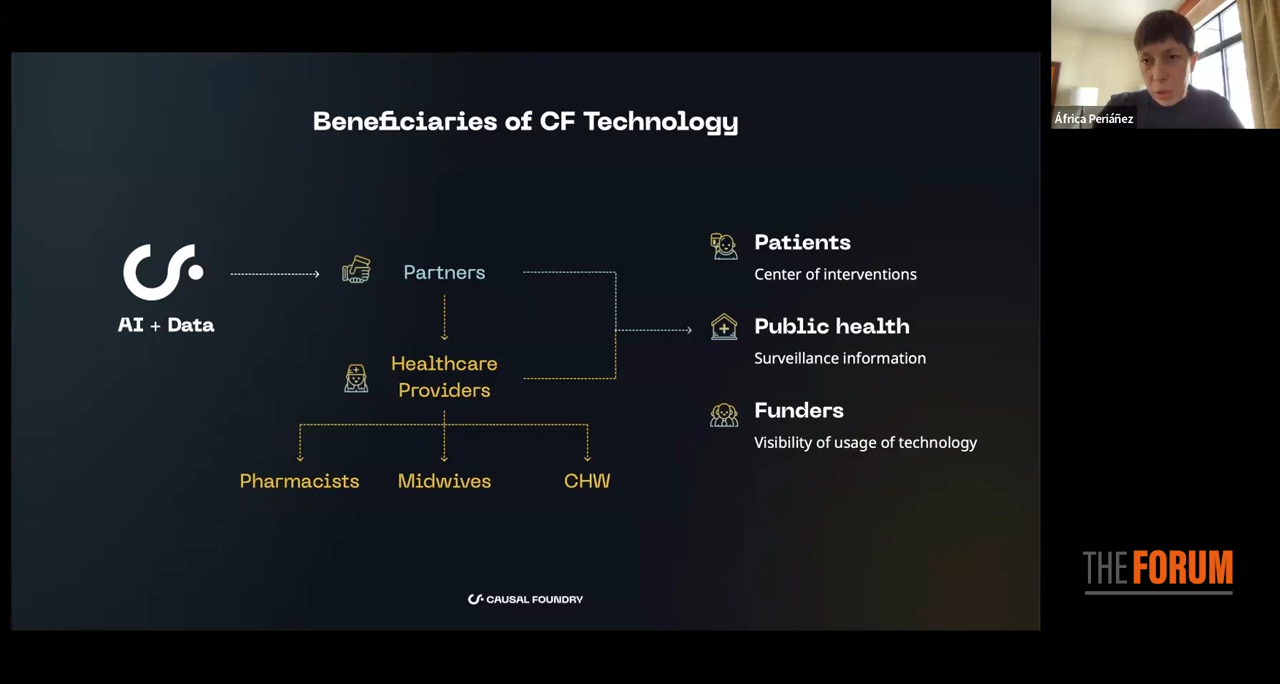 Beneficiaries of CF Technology
AI + Data
Partners
Healthcare
Providers
Pharmacists
Midwives
CHW
Patients
Center of interventions
Public health
Surveillance information
Funders
Visibility of usage of technology
CAUSAL FOUNDRY
África Periáñez
THE FORUM